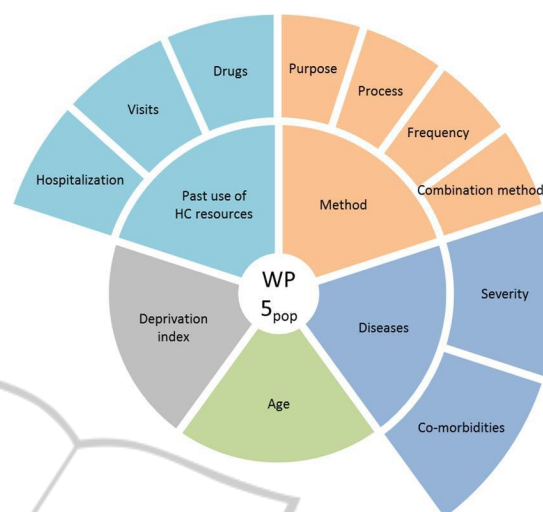 Drugs
Purpose
Visits
Process
Frequency
Hospitalization
Combination method
Past use of
HC resources
Method
WP
5pop
Severity
Deprivation
index
Diseases
Age
Co-morbidities